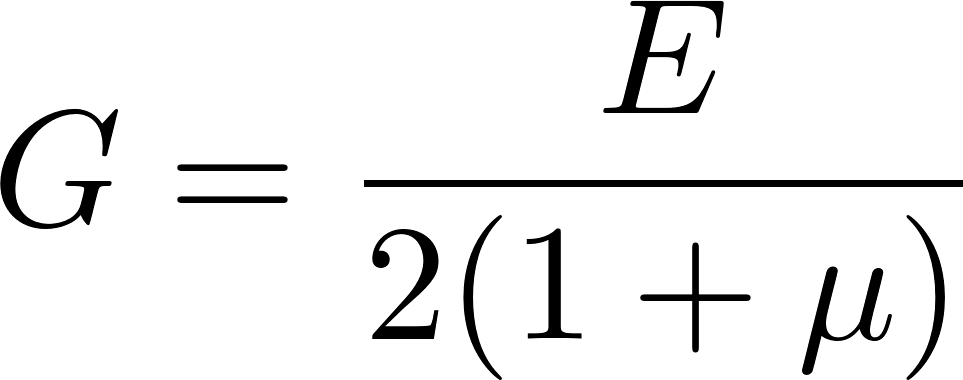 G = E / 2(1 + μ)